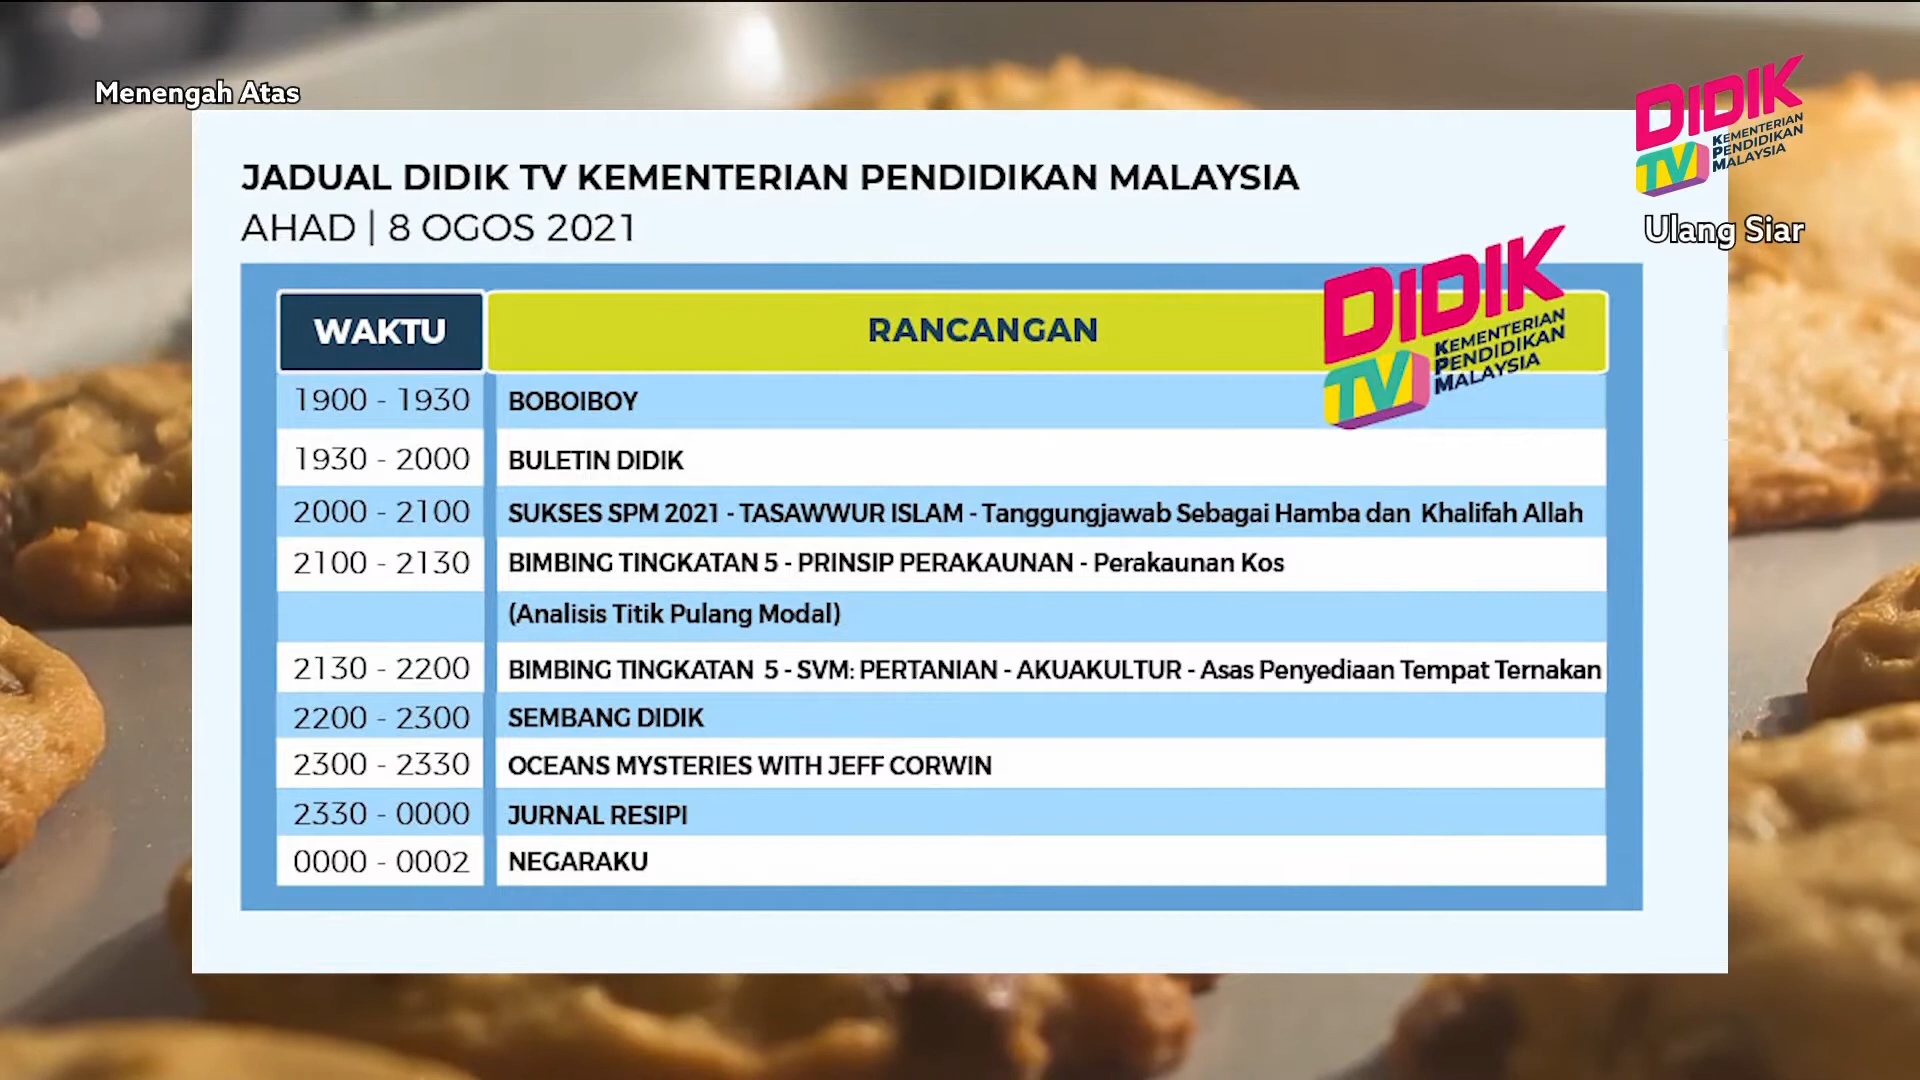 Menengah Atas
DIDIK
TV
KEMENTERIAN
PENDIDIKAN
MALAYSIA
Ulang Siar
JADUAL DIDIK TV KEMENTERIAN PENDIDIKAN MALAYSIA
AHAD | 8 OGOS 2021
DIDIK
TV
KEMENTERIAN
PENDIDIKAN
MALAYSIA
WAKTU RANCANGAN
1900 - 1930 BOBOIBOY
1930 - 2000 BULETIN DIDIK
2000 - 2100 SUKSES SPM 2021 - TASAWWUR ISLAM - Tanggungjawab Sebagai Hamba dan Khalifah Allah
2100 - 2130 BIMBING TINGKATAN 5 - PRINSIP PERAKAUNAN - Perakaunan Kos
(Analisis Titik Pulang Modal)
2130 - 2200 BIMBING TINGKATAN 5 - SVM: PERTANIAN - AKUAKULTUR - Asas Penyediaan Tempat Ternakan
2200 - 2300 SEMBANG DIDIK
2300 - 2330 OCEANS MYSTERIES WITH JEFF CORWIN
2330 - 0000 JURNAL RESIPI
0000 - 0002 NEGARAKU